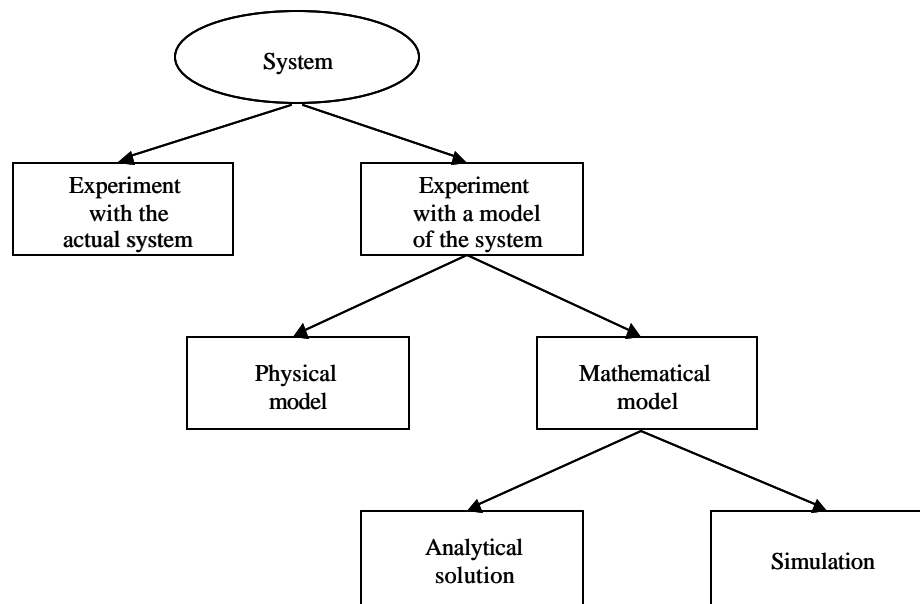 System
Experiment
with the
actual system
Experiment
with a model
of the system
Physical
model
Mathematical
model
Analytical
solution
Simulation